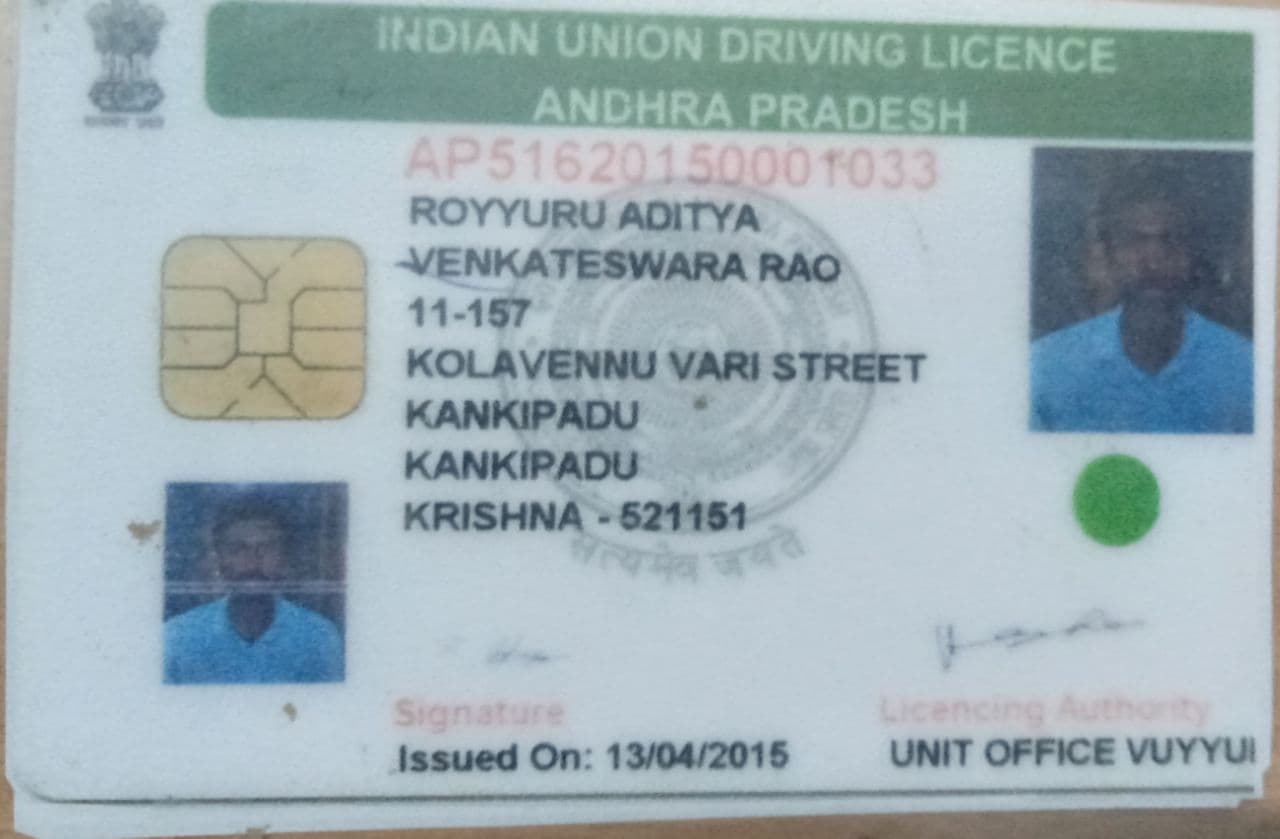 INDIAN UNION DRIVING LICENCE
ANDHRA PRADESH
AP51620150001033
ROYYURU ADITYA
VENKATESWARA RAO
11-157
KOLAVENNU VARI STREET
KANKIPADU
KANKIPADU
KRISHNA - 521151
सत्यमेव जयते
Signature
Licencing Authority
Issued On: 13/04/2015
UNIT OFFICE VUYYU